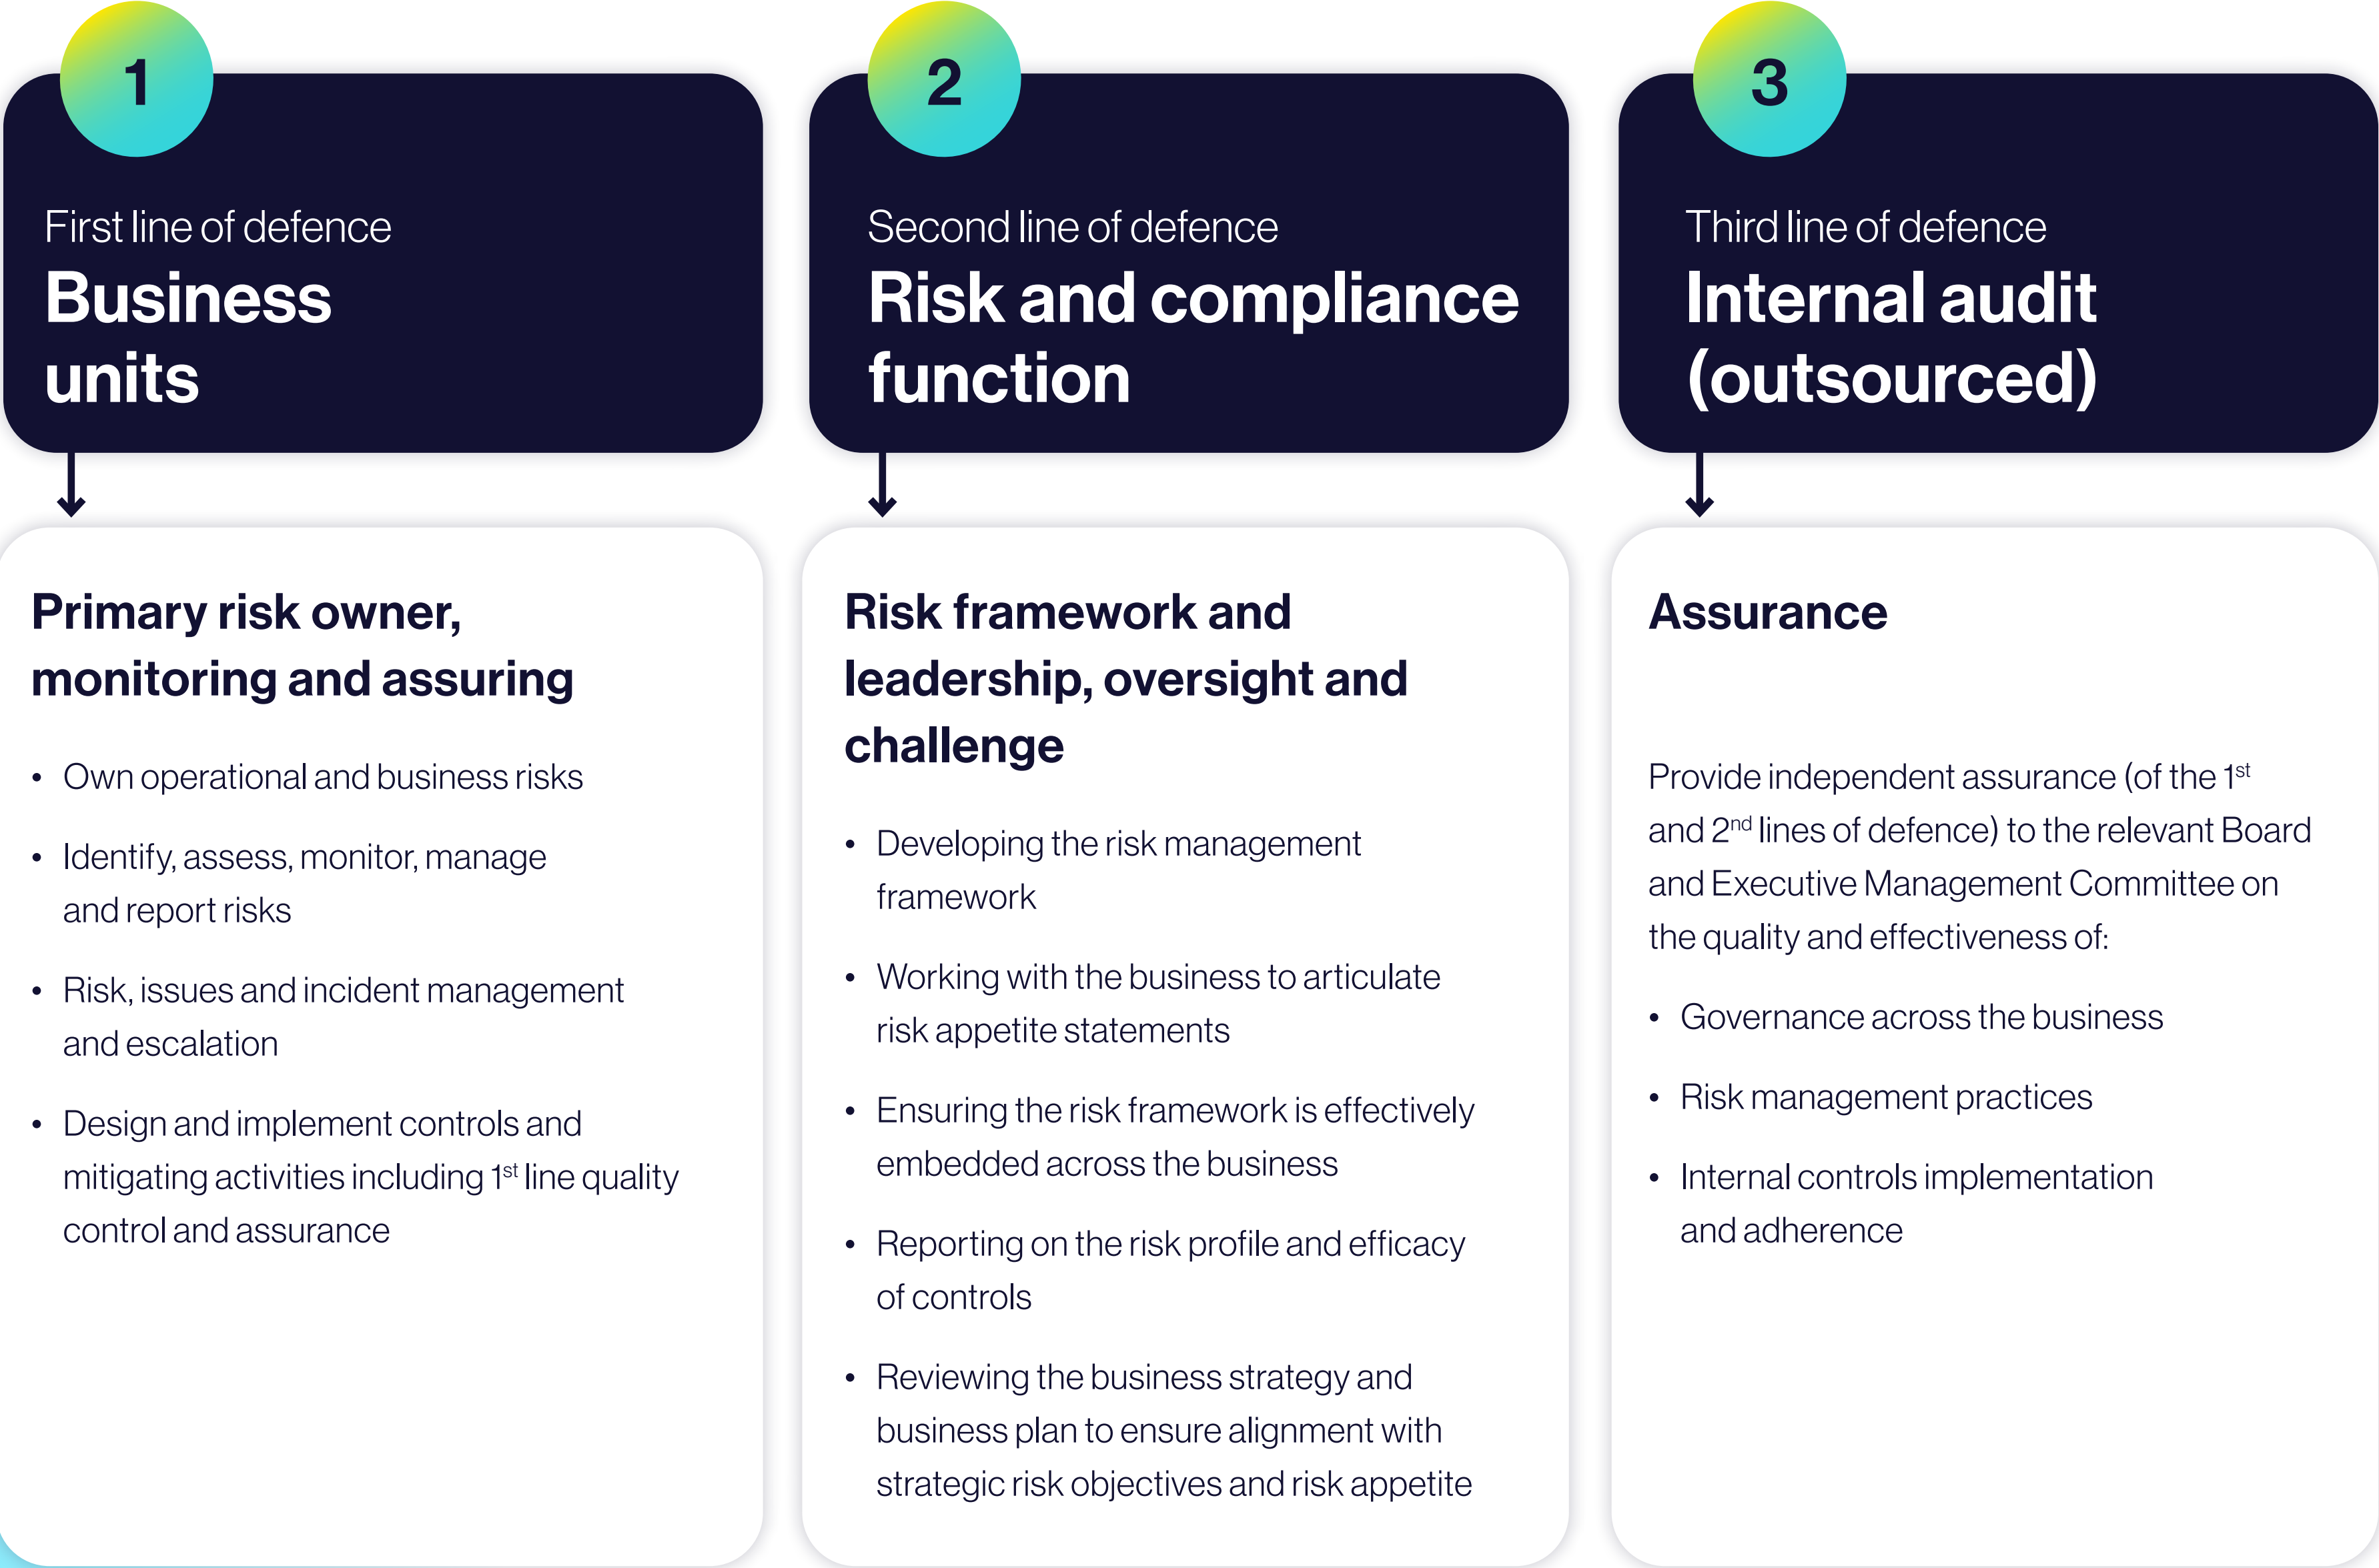 1
First line of defence
Business
units
Primary risk owner,
monitoring and assuring
• Own operational and business risks
• Identify, assess, monitor, manage
and report risks
• Risk, issues and incident management
and escalation
• Design and implement controls and
mitigating activities including 1st line quality
control and assurance
2
Second line of defence
Risk and compliance
function
Risk framework and
leadership, oversight and
challenge
• Developing the risk management
framework
• Working with the business to articulate
risk appetite statements
• Ensuring the risk framework is effectively
embedded across the business
• Reporting on the risk profile and efficacy
of controls
• Reviewing the business strategy and
business plan to ensure alignment with
strategic risk objectives and risk appetite
3
Third line of defence
Internal audit
(outsourced)
Assurance
Provide independent assurance (of the 1st
and 2nd lines of defence) to the relevant Board
and Executive Management Committee on
the quality and effectiveness of:
• Governance across the business
• Risk management practices
• Internal controls implementation
and adherence